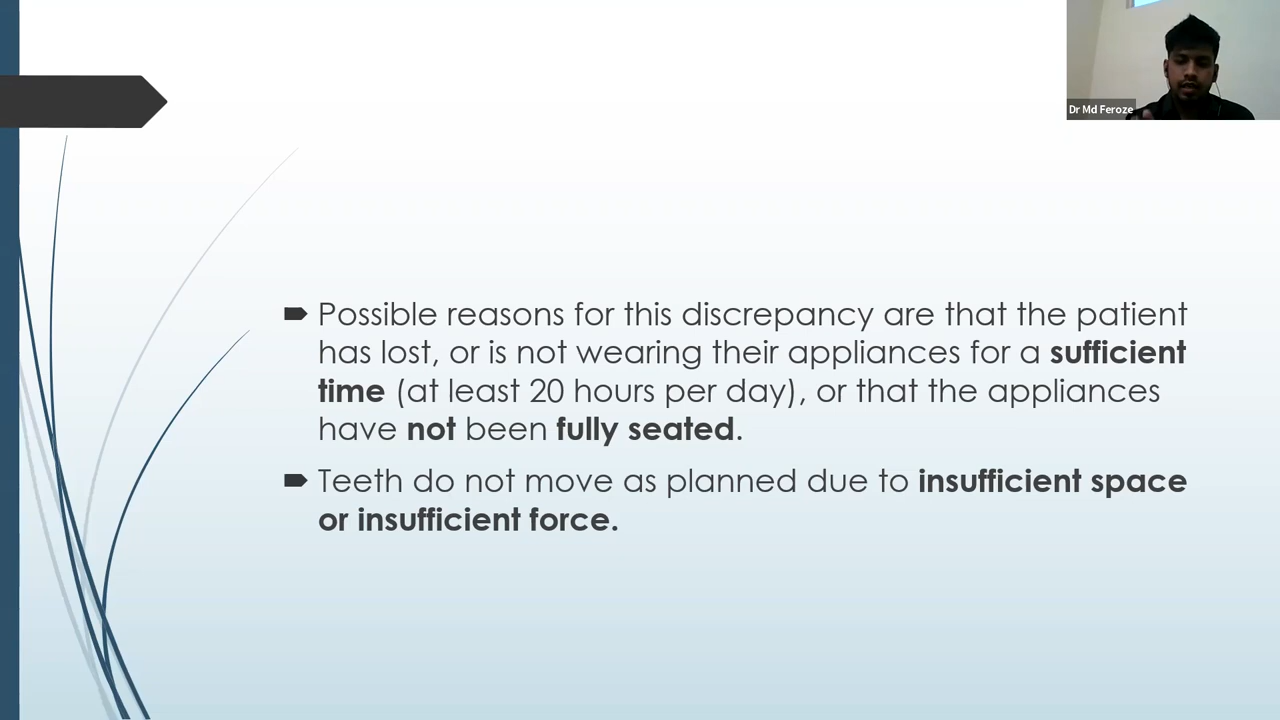 Dr Md Feroze
Possible reasons for this discrepancy are that the patient
has lost, or is not wearing their appliances for a sufficient
time (at least 20 hours per day), or that the appliances
have not been fully seated.
Teeth do not move as planned due to insufficient space
or insufficient force.